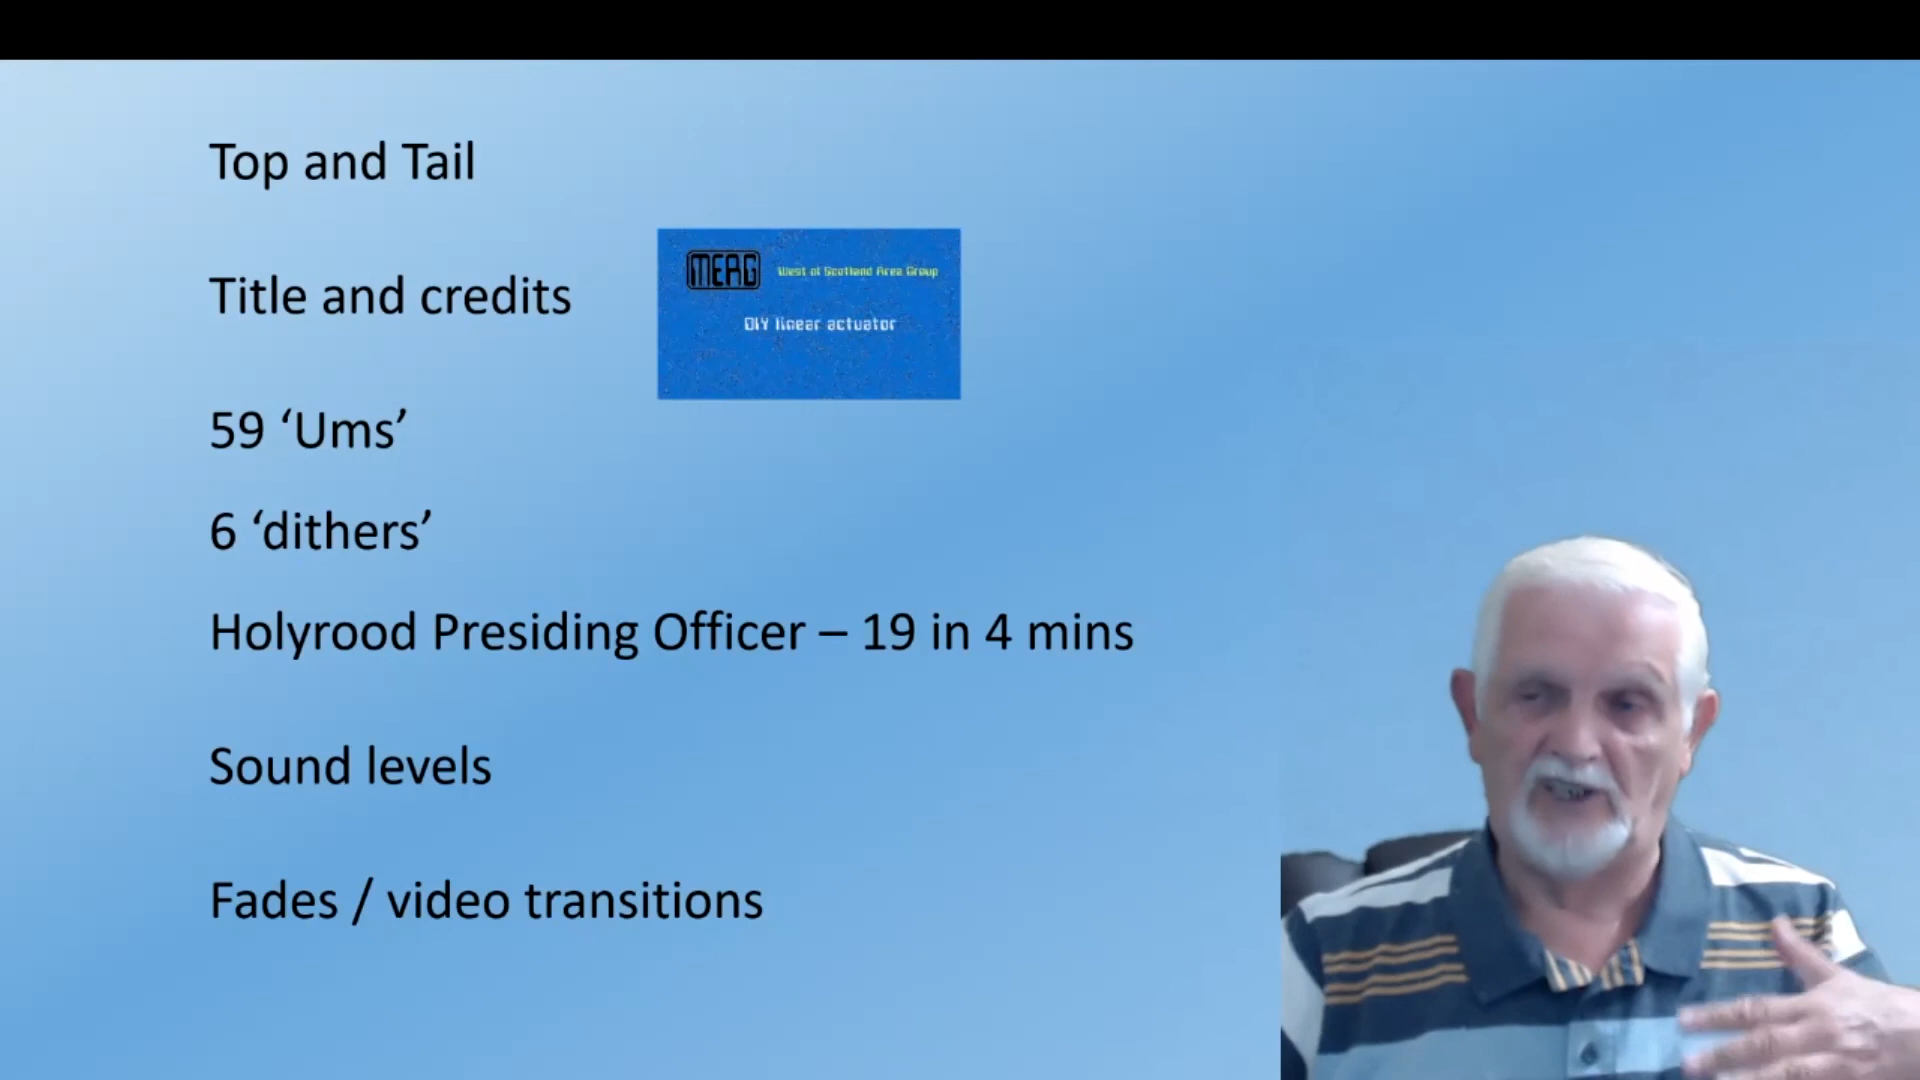 Top and Tail
Title and credits
MERG West of Scotland Area Group
DIY linear actuator
59 ‘Ums’
6 ‘dithers’
Holyrood Presiding Officer – 19 in 4 mins
Sound levels
Fades / video transitions